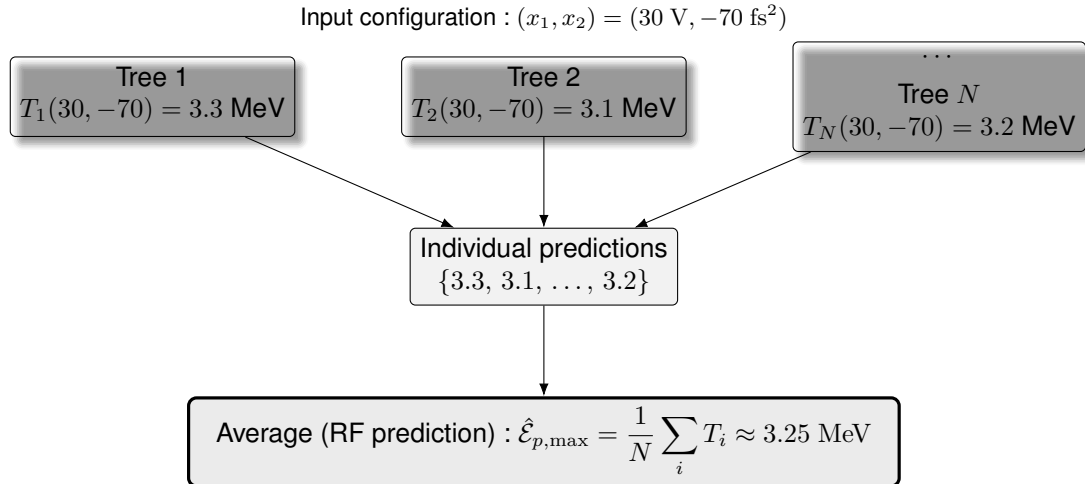 Input configuration : (x₁, x₂) = (30 V, −70 fs²)
Tree 1
T₁(30, −70) = 3.3 MeV
Tree 2
T₂(30, −70) = 3.1 MeV
...
Tree N
T_N(30, −70) = 3.2 MeV
Individual predictions
{3.3, 3.1, ..., 3.2}
Average (RF prediction) : Ê_{p,max} = 1/N ∑_i T_i ≈ 3.25 MeV